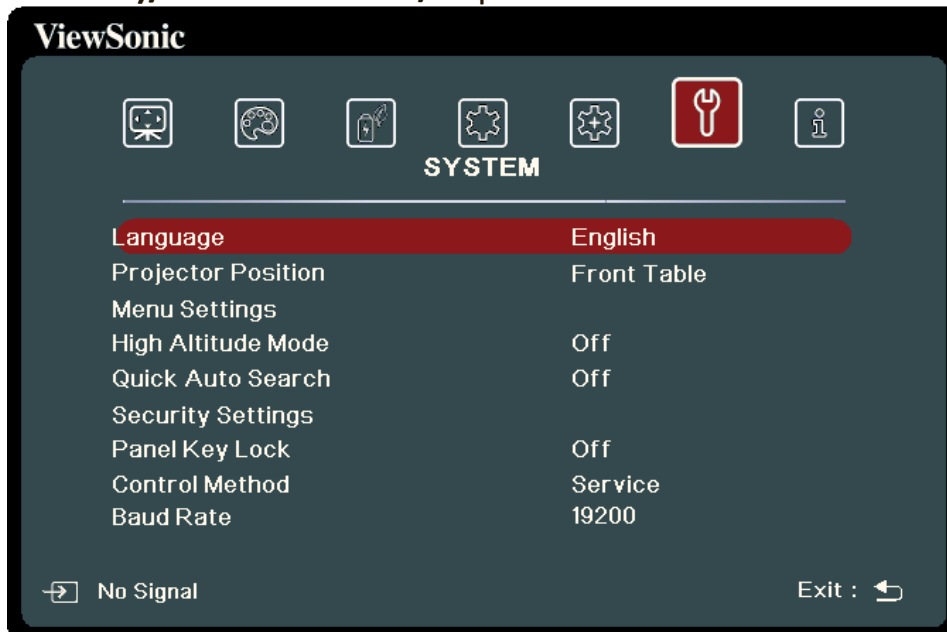 ViewSonic
SYSTEM
Language English
Projector Position Front Table
Menu Settings
High Altitude Mode Off
Quick Auto Search Off
Security Settings
Panel Key Lock Off
Control Method Service
Baud Rate 19200
No Signal Exit :